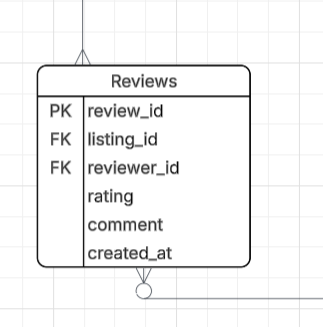 Reviews
PK review_id
FK listing_id
FK reviewer_id
rating
comment
created_at